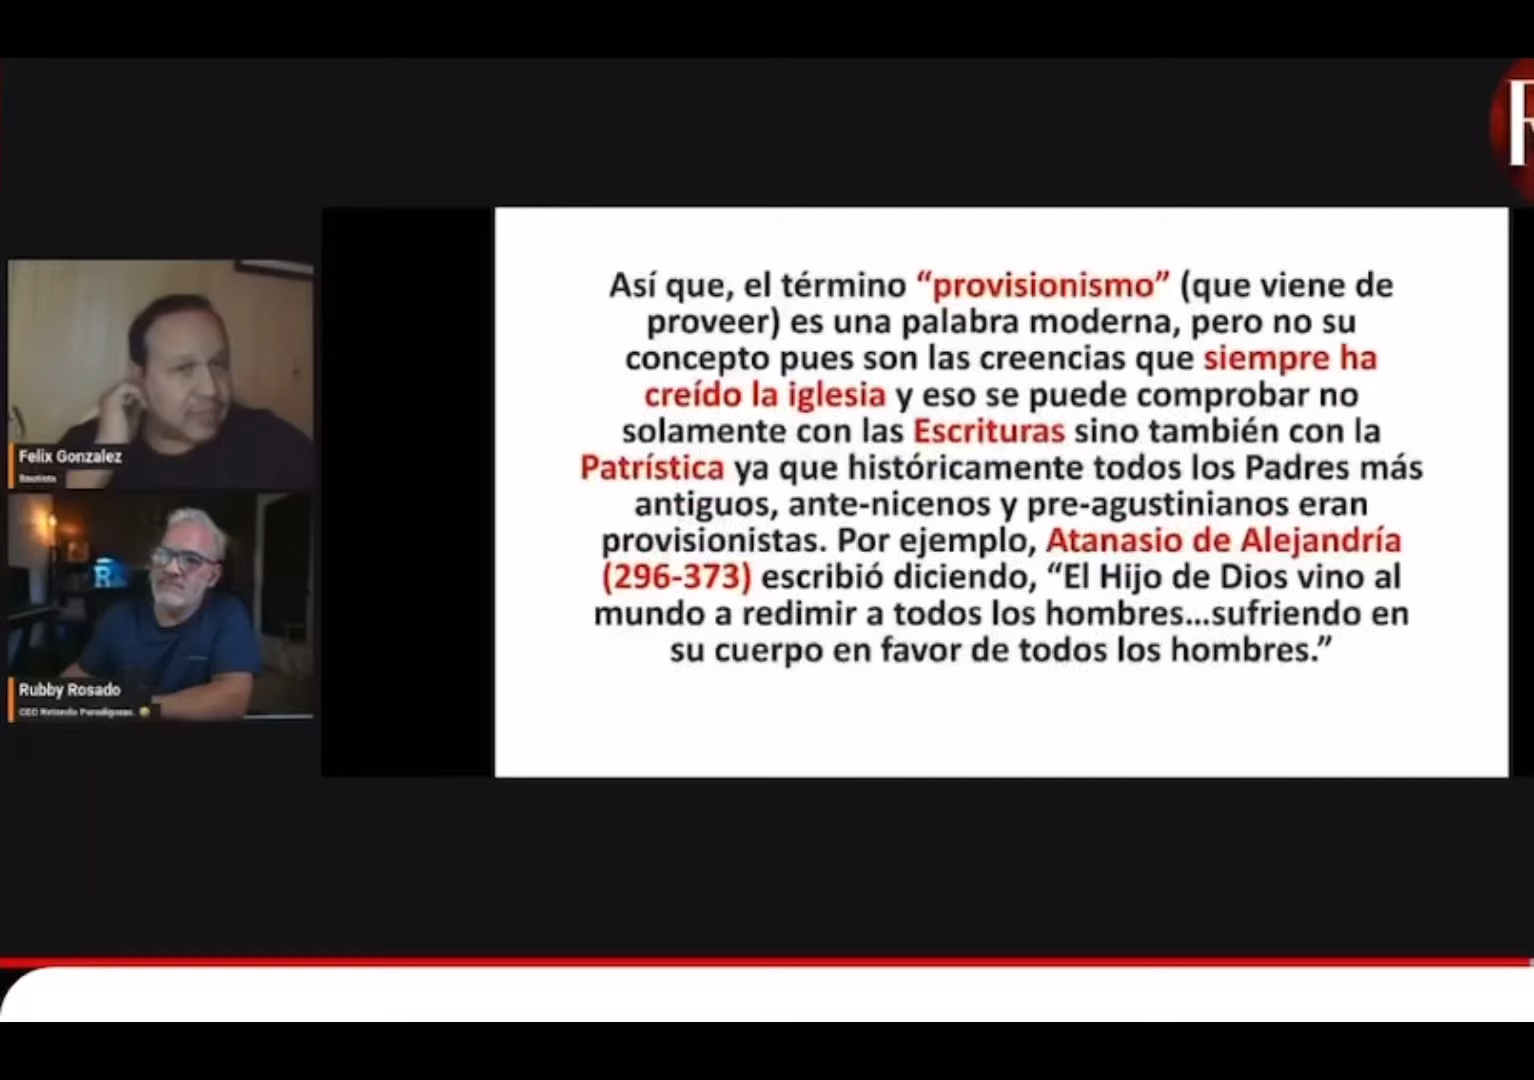 Así que, el término “provisionismo” (que viene de
proveer) es una palabra moderna, pero no su
concepto pues son las creencias que siempre ha
creído la iglesia y eso se puede comprobar no
solamente con las Escrituras sino también con la
Patrística ya que históricamente todos los Padres más
antiguos, ante-nicenos y pre-agustinianos eran
provisionistas. Por ejemplo, Atanasio de Alejandría
(296-373) escribió diciendo, “El Hijo de Dios vino al
mundo a redimir a todos los hombres...sufriendo en
su cuerpo en favor de todos los hombres.”
Felix Gonzalez
Bautista
Rubby Rosado
CEO Retando Paradigmas.
R
R